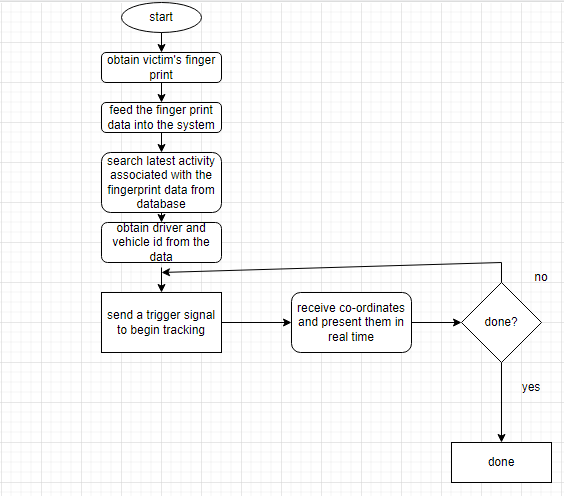 start
obtain victim's finger
print
feed the finger print
data into the system
search latest activity
associated with the
fingerprint data from
database
obtain driver and
vehicle id from the
data
send a trigger signal
to begin tracking
receive co-ordinates
and present them in
real time
done?
no
yes
done